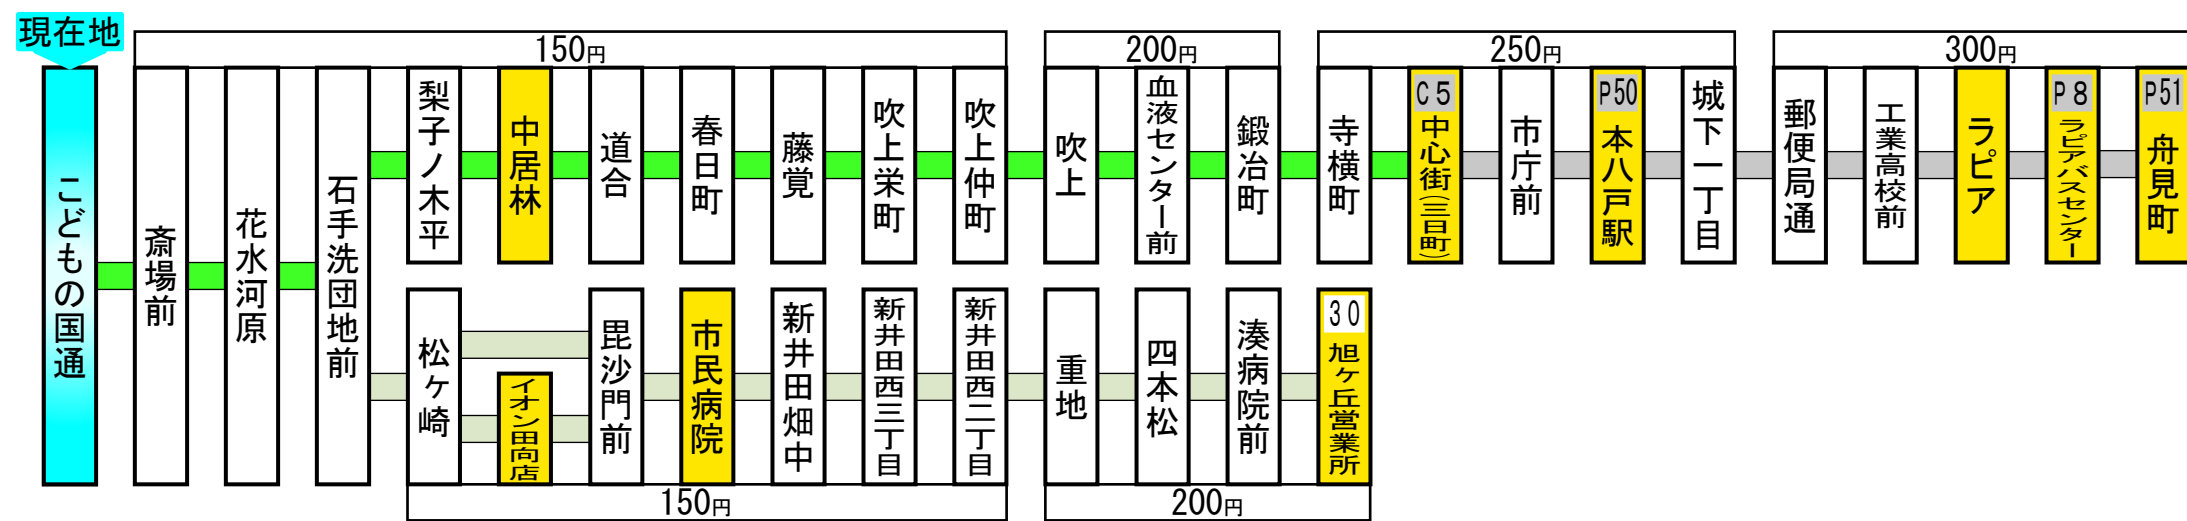 現在地
150円
200円
250円
300円
こどもの国通
斎場前
花水河原
石手洗団地前
梨子ノ木平
中居林
道合
春日町
藤覚
吹上栄町
吹上仲町
吹上
血液センター前
鍛冶町
寺横町
C5
中心街(三日町)
市庁前
P50
本八戸駅
城下一丁目
郵便局通
工業高校前
ラピア
P8
ラピアバスセンター
P51
舟見町
松ヶ崎
イオン田向店
毘沙門前
市民病院
新井田畑中
新井田西三丁目
新井田西二丁目
重地
四本松
湊病院前
30
旭ヶ丘営業所
150円
200円